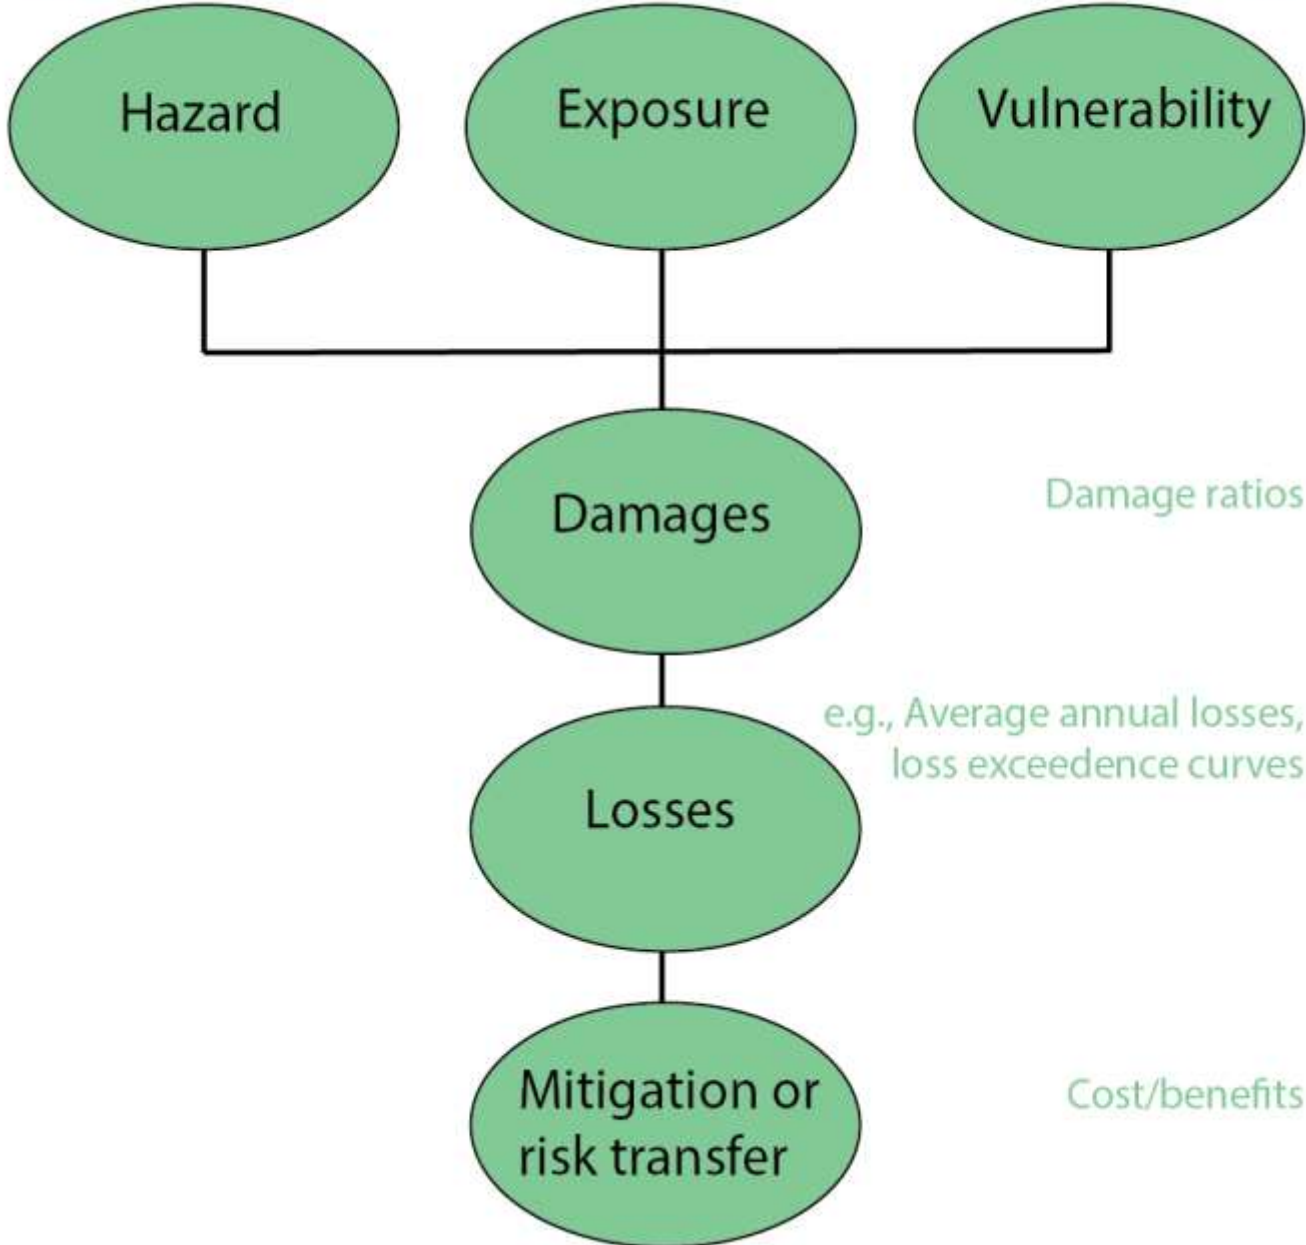 Hazard
Exposure
Vulnerability
Damages
Damage ratios
e.g., Average annual losses,
loss exceedence curves
Losses
Mitigation or
risk transfer
Cost/benefits